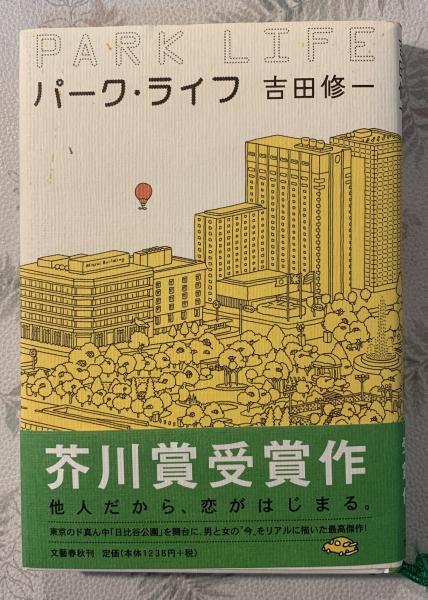 PARK LIFE
パーク・ライフ 吉田修一
芥川賞受賞作
他人だから、恋がはじまる。
東京のド真ん中「日比谷公園」を舞台に、男と女の“今„をリアルに描いた最高傑作!
文藝春秋刊 定価(本体1238円+税)